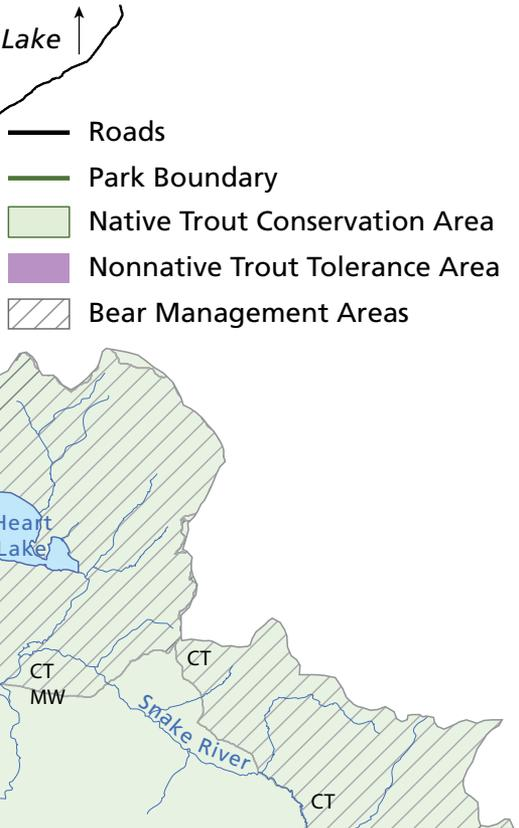 Lake
Roads
Park Boundary
Native Trout Conservation Area
Nonnative Trout Tolerance Area
Bear Management Areas
Heart
Lake
CT
CT
MW
Snake River
CT